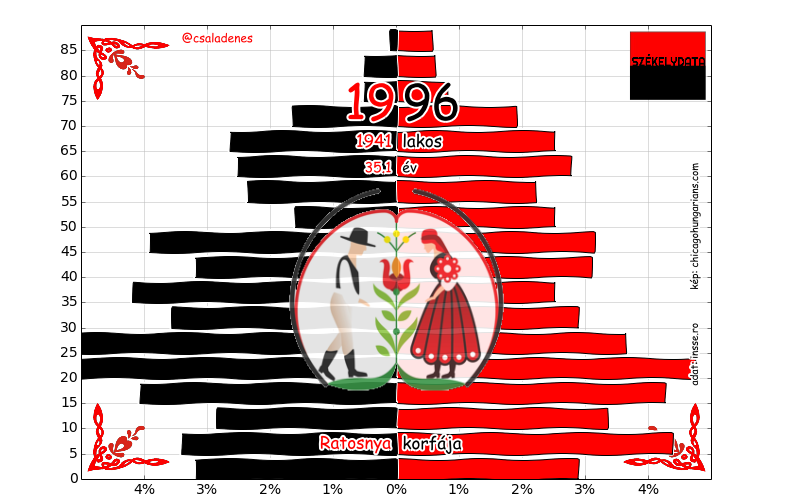 @csaladenes
SZÉKELYDATA
1996
1941 lakos
35.1 év
kép: chicagohungarians.com
adat: insse.ro
Ratosnya korfája
85
80
75
70
65
60
55
50
45
40
35
30
25
20
15
10
5
0
4% 3% 2% 1% 0% 1% 2% 3% 4%